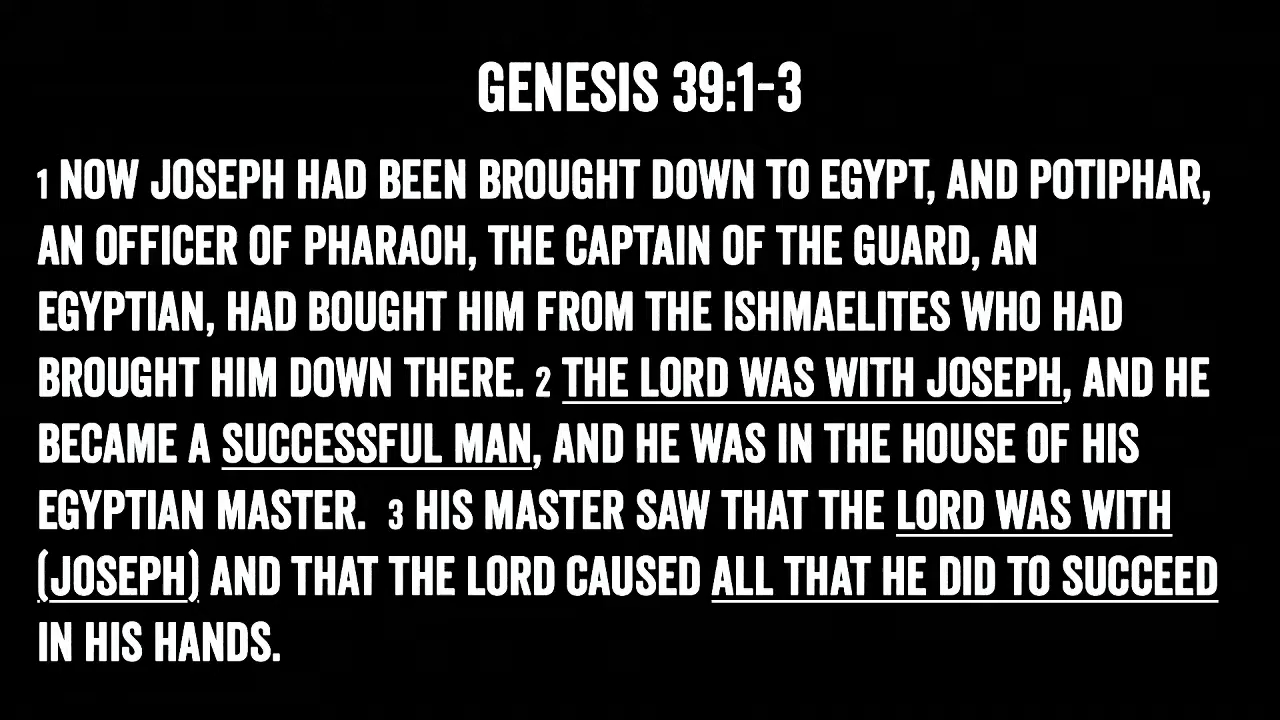 GENESIS 39:1-3
1 NOW JOSEPH HAD BEEN BROUGHT DOWN TO EGYPT, AND POTIPHAR,
AN OFFICER OF PHARAOH, THE CAPTAIN OF THE GUARD, AN
EGYPTIAN, HAD BOUGHT HIM FROM THE ISHMAELITES WHO HAD
BROUGHT HIM DOWN THERE. 2 THE LORD WAS WITH JOSEPH, AND HE
BECAME A SUCCESSFUL MAN, AND HE WAS IN THE HOUSE OF HIS
EGYPTIAN MASTER. 3 HIS MASTER SAW THAT THE LORD WAS WITH
(JOSEPH) AND THAT THE LORD CAUSED ALL THAT HE DID TO SUCCEED
IN HIS HANDS.